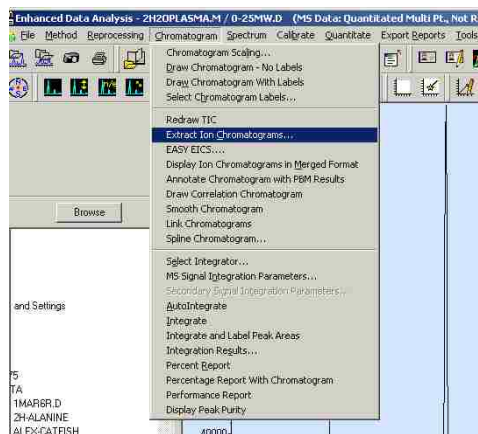 Enhanced Data Analysis - 2H2OPLASMA.M / 0-25MW.D (MS Data: Quantitated Multi Pt., Not R
File Method Reprocessing Chromatogram Spectrum Calibrate Quantitate Export Reports Tools
Chromatogram Scaling...
Draw Chromatogram - No Labels
Draw Chromatogram With Labels
Select Chromatogram Labels...
Redraw TIC
Extract Ion Chromatograms...
EASY EICS....
Display Ion Chromatograms in Merged Format
Annotate Chromatogram with PBM Results
Draw Correlation Chromatogram
Browse
Smooth Chromatogram
Link Chromatograms
Spline Chromatogram...
Select Integrator...
MS Signal Integration Parameters...
Secondary Signal Integration Parameters...
and Settings
AutoIntegrate
Integrate
Integrate and Label Peak Areas
Integration Results...
Percent Report
75
Percentage Report With Chromatogram
TA
Performance Report
1MAR6R.D
Display Peak Purity
2H-ALANINE
ALEX-CATFISH
40000